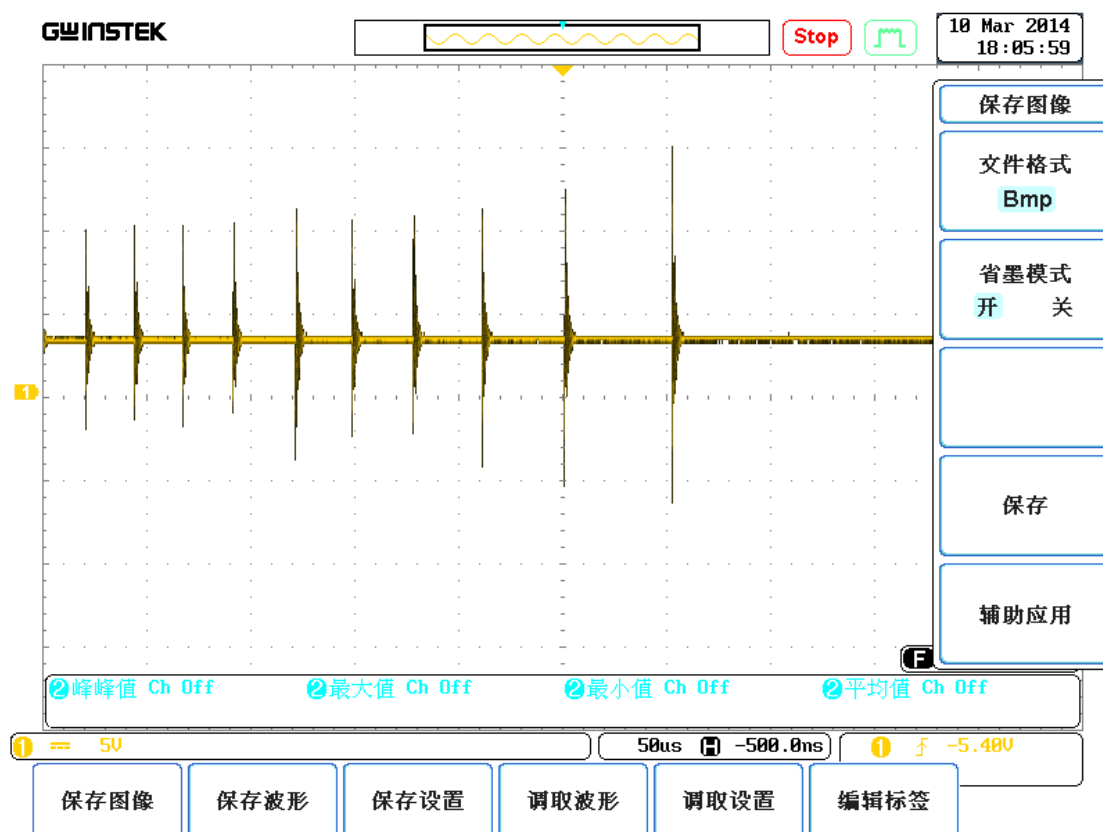 GWINSTEK
Stop
10 Mar 2014
18:05:59
保存图像
文件格式
Bmp
省墨模式
开 关
保存
辅助应用
1
F
2 峰峰值 Ch Off 2 最大值 Ch Off 2 最小值 Ch Off 2 平均值 Ch Off
1 5V 50us H -500.0ns 1 -5.40V
保存图像 保存波形 保存设置 调取波形 调取设置 编辑标签